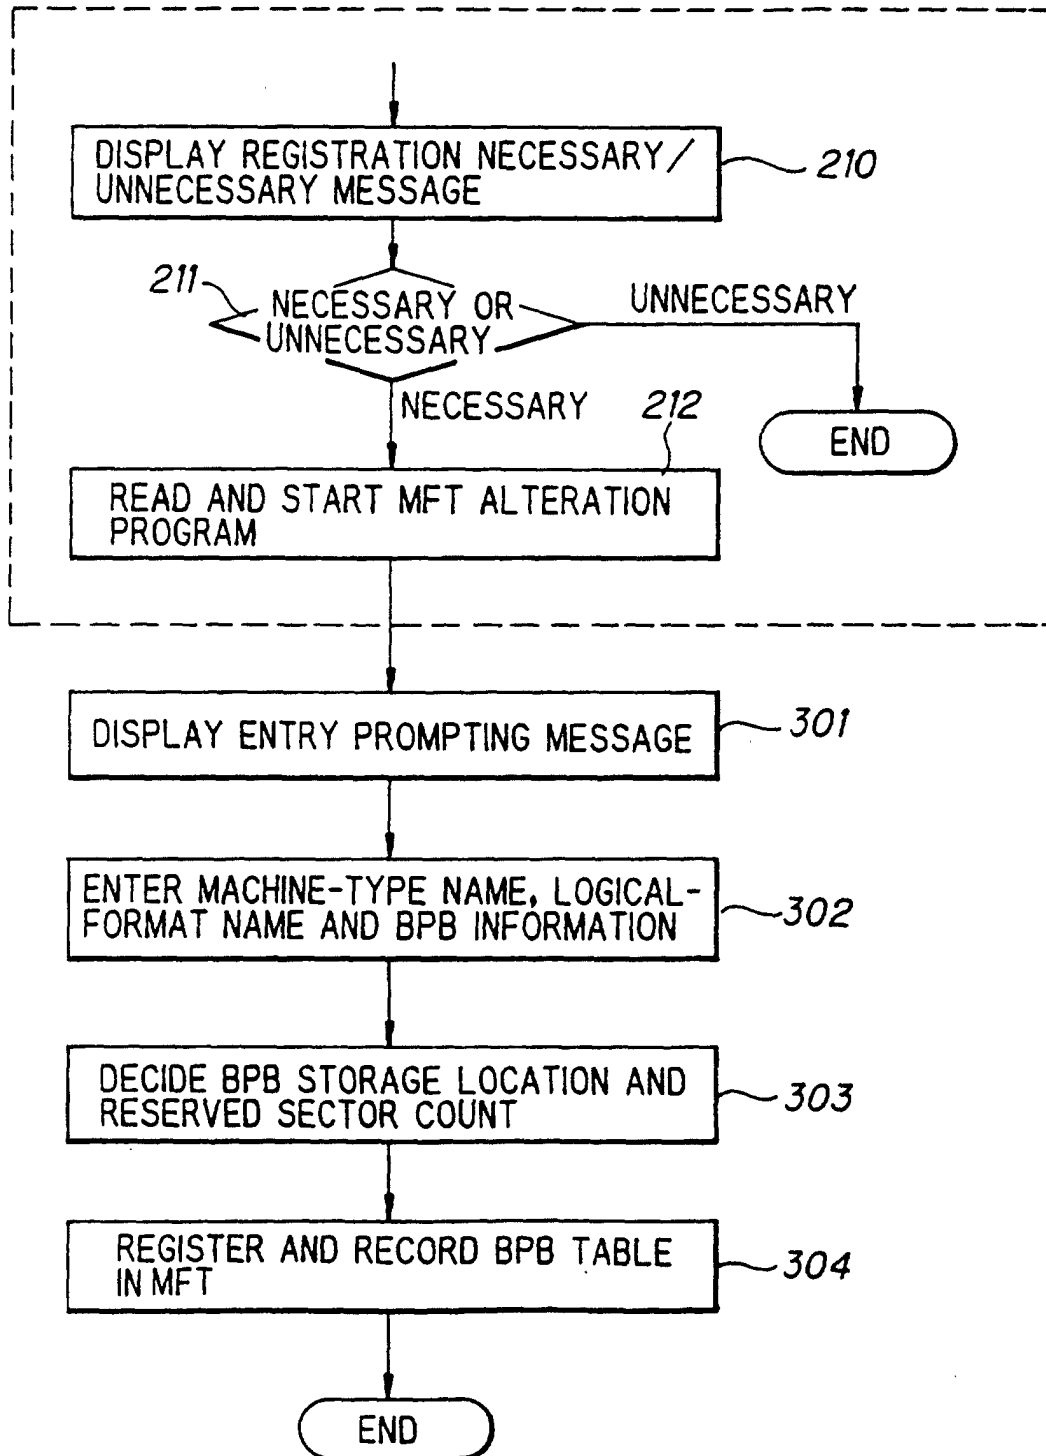 DISPLAY REGISTRATION NECESSARY/
UNNECESSARY MESSAGE
210
211
NECESSARY OR
UNNECESSARY
UNNECESSARY
NECESSARY
212
END
READ AND START MFT ALTERATION
PROGRAM
DISPLAY ENTRY PROMPTING MESSAGE
301
ENTER MACHINE-TYPE NAME, LOGICAL-
FORMAT NAME AND BPB INFORMATION
302
DECIDE BPB STORAGE LOCATION AND
RESERVED SECTOR COUNT
303
REGISTER AND RECORD BPB TABLE
IN MFT
304
END